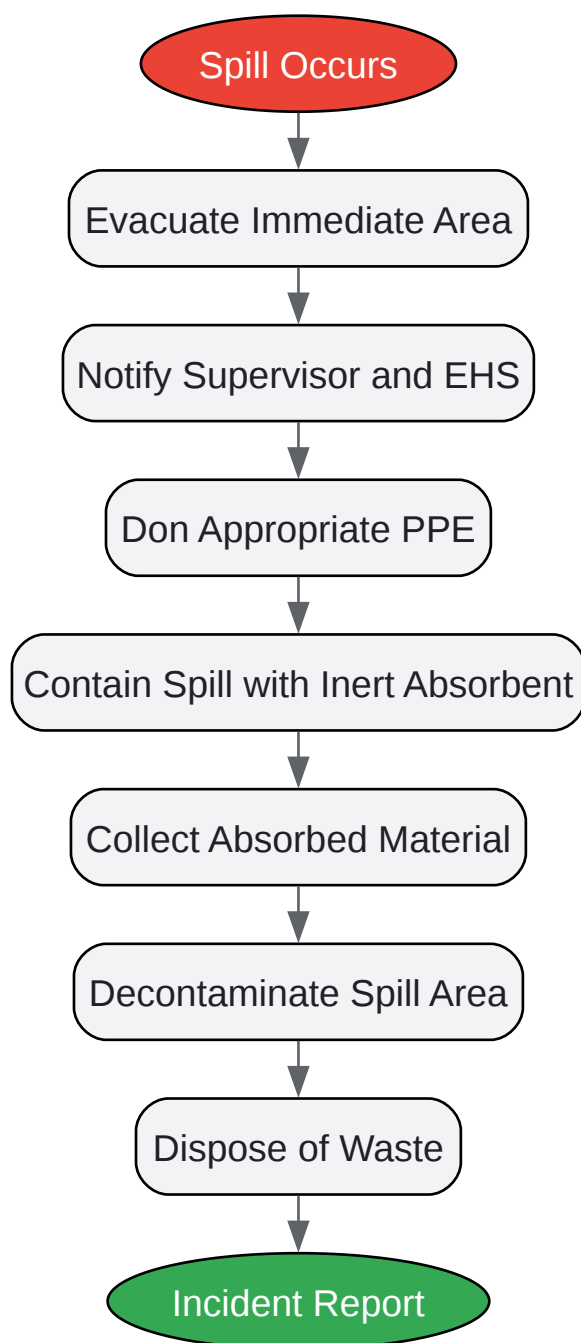 Spill Occurs
Evacuate Immediate Area
Notify Supervisor and EHS
Don Appropriate PPE
Contain Spill with Inert Absorbent
Collect Absorbed Material
Decontaminate Spill Area
Dispose of Waste
Incident Report